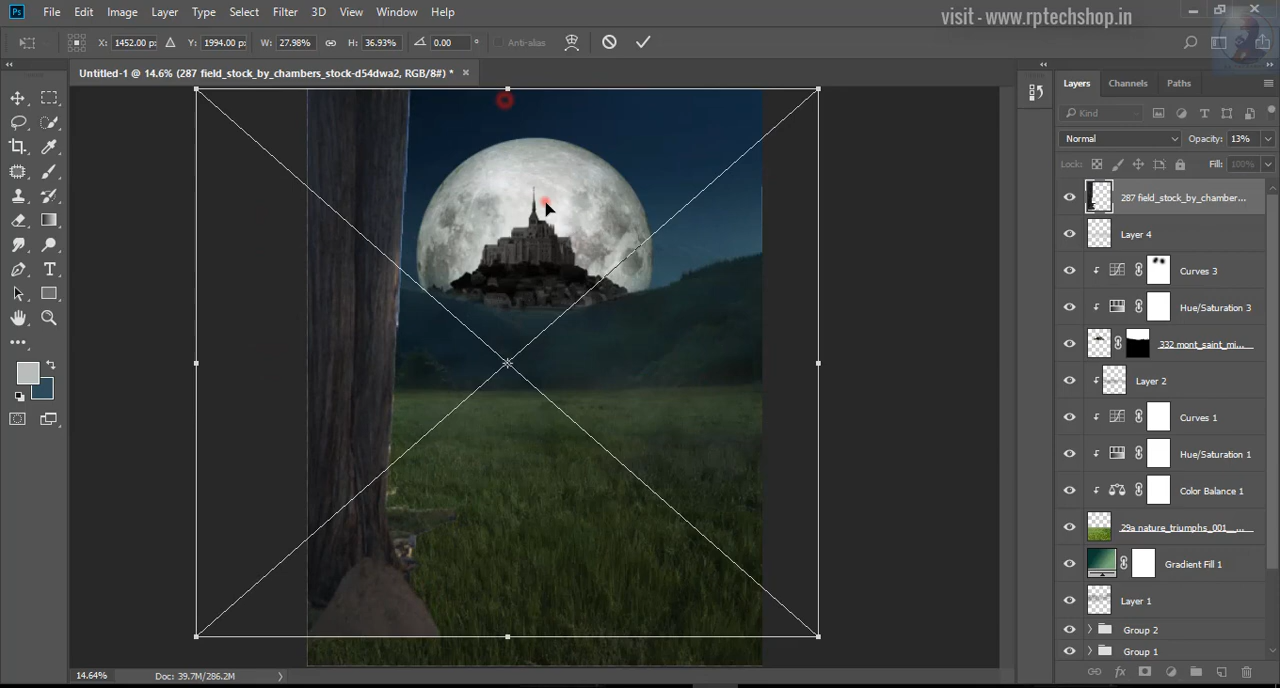 Ps File Edit Image Layer Type Select Filter 3D View Window Help
visit - www.rptechshop.in
X: 1452.00 px Y: 1994.00 px W: 27.98% H: 36.93% 0.00 ° Anti-alias
Untitled-1 @ 14.6% (287 field_stock_by_chambers_stock-d54dwa2, RGB/8#) * ×
Layers Channels Paths
Kind
Normal Opacity: 13%
Lock: Fill: 100%
287 field_stock_by_chamber...
Layer 4
Curves 3
Hue/Saturation 3
332 mont_saint_mi...
Layer 2
Curves 1
Hue/Saturation 1
Color Balance 1
29a nature_triumphs_001__...
Gradient Fill 1
Layer 1
Group 2
Group 1
14.64% Doc: 39.7M/286.2M